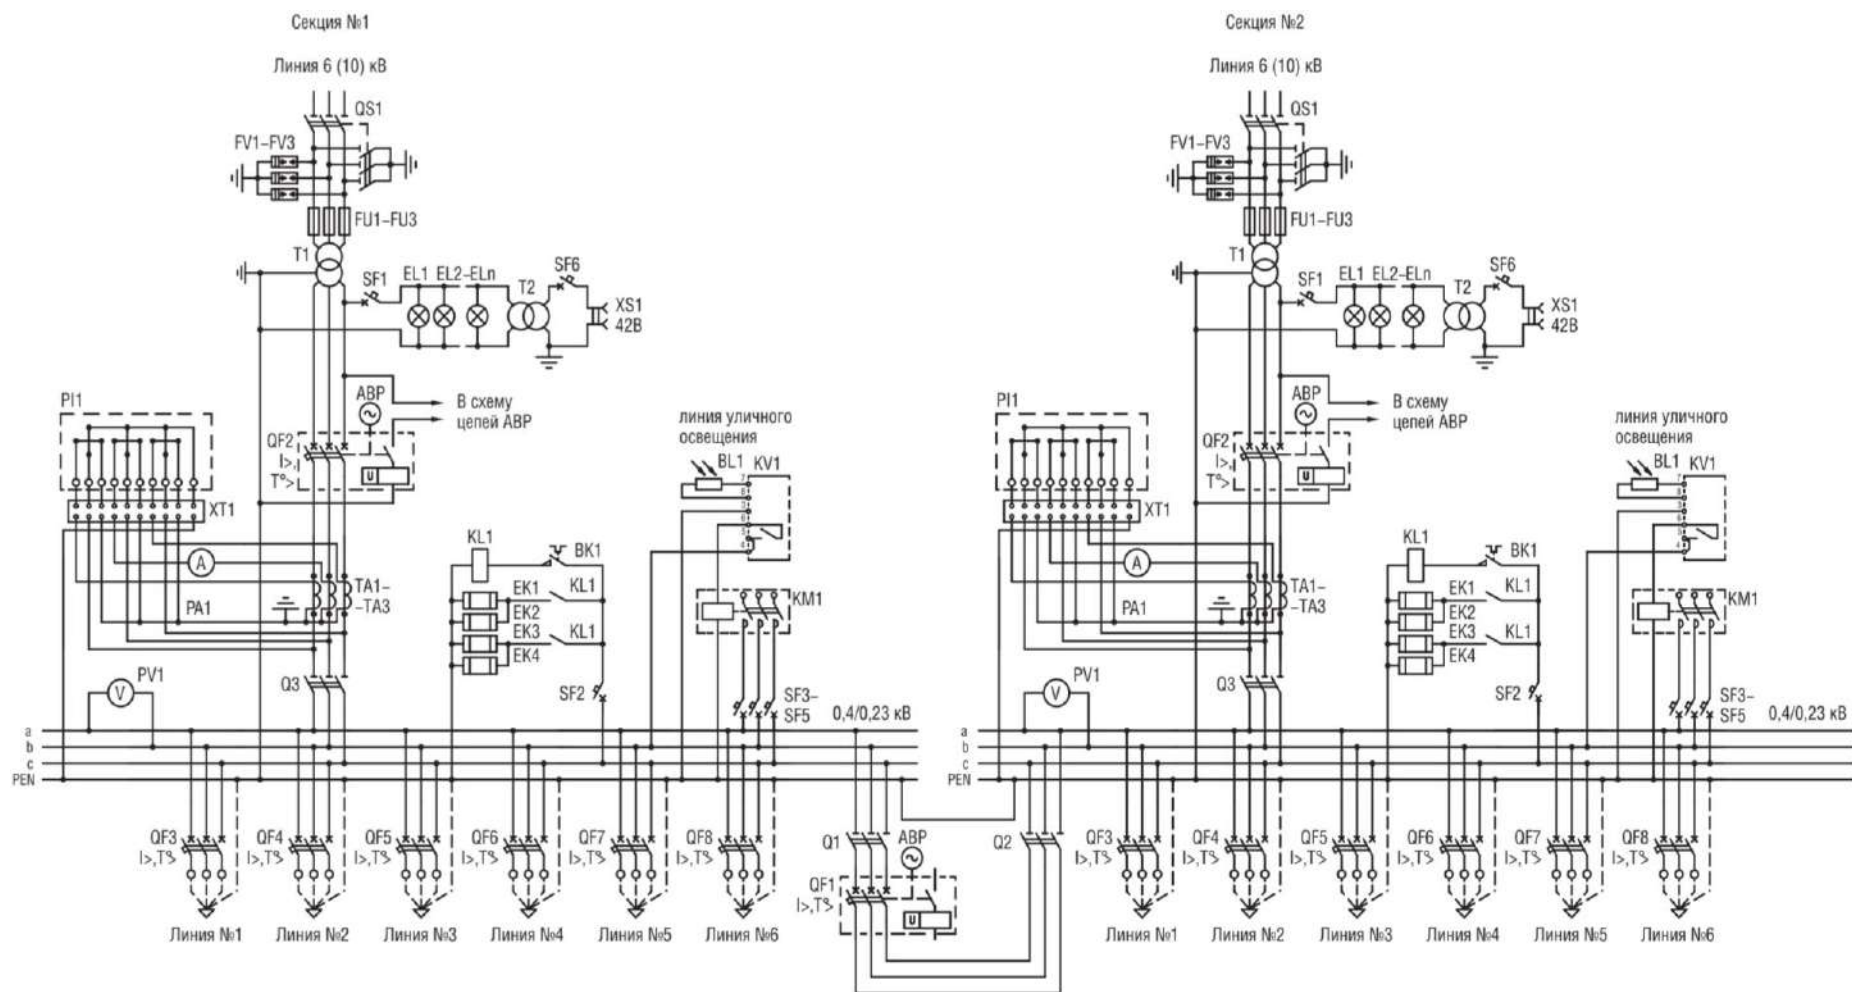 Секция №1
Линия 6 (10) кВ
QS1
FV1–FV3
FU1–FU3
T1
SF1
EL1
EL2–ELn
T2
SF6
XS1
42В
PI1
АВР
В схему
цепей АВР
QF2
I>,
T°>
U
XT1
линия уличного
освещения
BL1
KV1
A
PA1
TA1–
–TA3
KL1
BK1
EK1
KL1
EK2
EK3
KL1
EK4
KM1
PV1
V
Q3
SF2
SF3–
SF5
0,4/0,23 кВ
a
b
c
PEN
QF3
I>,T°>
QF4
I>,T°>
QF5
I>,T°>
QF6
I>,T°>
QF7
I>,T°>
QF8
I>,T°>
Линия №1
Линия №2
Линия №3
Линия №4
Линия №5
Линия №6
Q1
АВР
Q2
QF1
I>,T°>
U
Секция №2
Линия 6 (10) кВ
QS1
FV1–FV3
FU1–FU3
T1
SF1
EL1
EL2–ELn
T2
SF6
XS1
42В
PI1
АВР
В схему
цепей АВР
QF2
I>,
T°>
U
XT1
линия уличного
освещения
BL1
KV1
A
PA1
TA1–
–TA3
KL1
BK1
EK1
KL1
EK2
EK3
KL1
EK4
KM1
PV1
V
Q3
SF2
SF3–
SF5
0,4/0,23 кВ
a
b
c
PEN
QF3
I>,T°>
QF4
I>,T°>
QF5
I>,T°>
QF6
I>,T°>
QF7
I>,T°>
QF8
I>,T°>
Линия №1
Линия №2
Линия №3
Линия №4
Линия №5
Линия №6